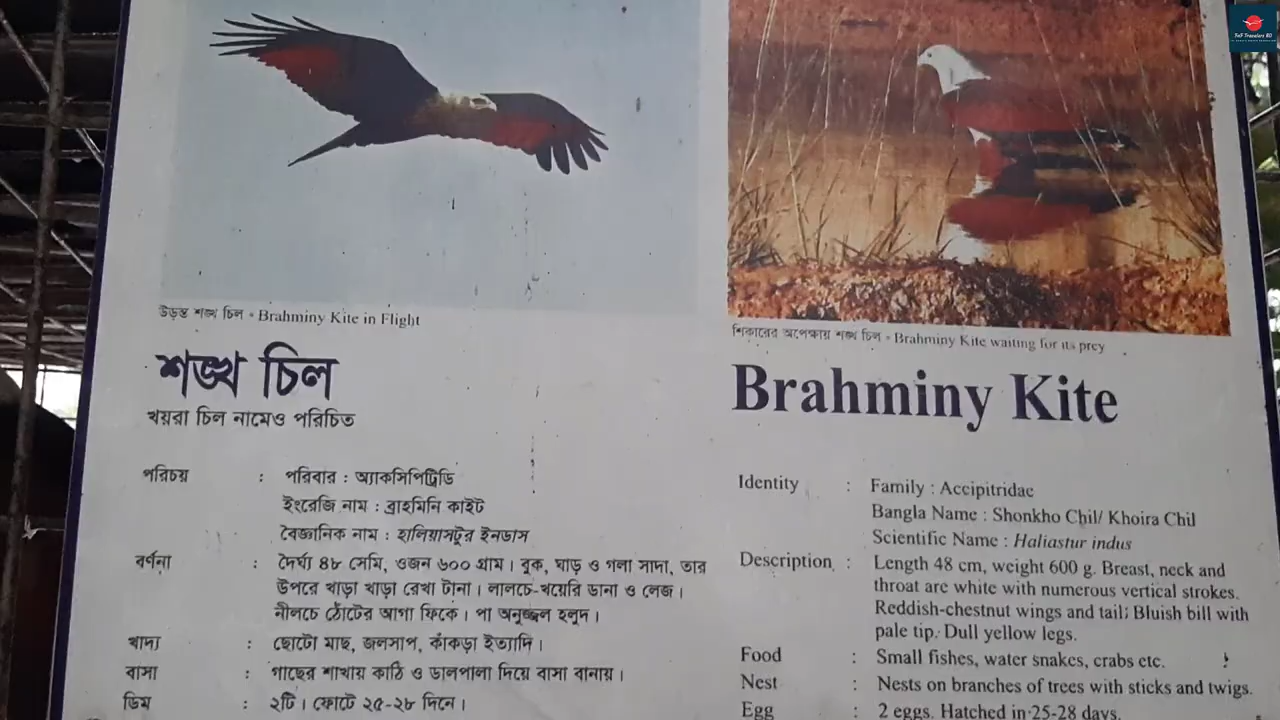 উড়ন্ত শঙ্খ চিল • Brahminy Kite in Flight
শঙ্খ চিল
খয়রা চিল নামেও পরিচিত
পরিচয় : পরিবার : অ্যাকসিপিট্রিডি
ইংরেজি নাম : ব্রাহমিনি কাইট
বৈজ্ঞানিক নাম : হালিয়াসটুর ইনডাস
বর্ণনা : দৈর্ঘ্য ৪৮ সেমি, ওজন ৬০০ গ্রাম। বুক, ঘাড় ও গলা সাদা, তার
উপরে খাড়া খাড়া রেখা টানা। লালচে-খয়েরি ডানা ও লেজ।
নীলচে ঠোঁটের আগা ফিকে। পা অনুজ্জ্বল হলুদ।
খাদ্য : ছোটো মাছ, জলসাপ, কাঁকড়া ইত্যাদি।
বাসা : গাছের শাখায় কাঠি ও ডালপালা দিয়ে বাসা বানায়।
ডিম : ২টি। ফোটে ২৫-২৮ দিনে।
শিকারের অপেক্ষায় শঙ্খ চিল • Brahminy Kite waiting for its prey
Brahminy Kite
Identity : Family : Accipitridae
Bangla Name : Shonkho Chil/ Khoira Chil
Scientific Name : Haliastur indus
Description : Length 48 cm, weight 600 g. Breast, neck and
throat are white with numerous vertical strokes.
Reddish-chestnut wings and tail; Bluish bill with
pale tip. Dull yellow legs.
Food : Small fishes, water snakes, crabs etc.
Nest : Nests on branches of trees with sticks and twigs.
Egg : 2 eggs. Hatched in 25-28 days.